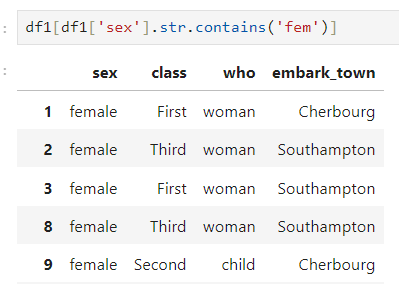 : df1[df1['sex'].str.contains('fem')]
:
sex class who embark_town
1 female First woman Cherbourg
2 female Third woman Southampton
3 female First woman Southampton
8 female Third woman Southampton
9 female Second child Cherbourg